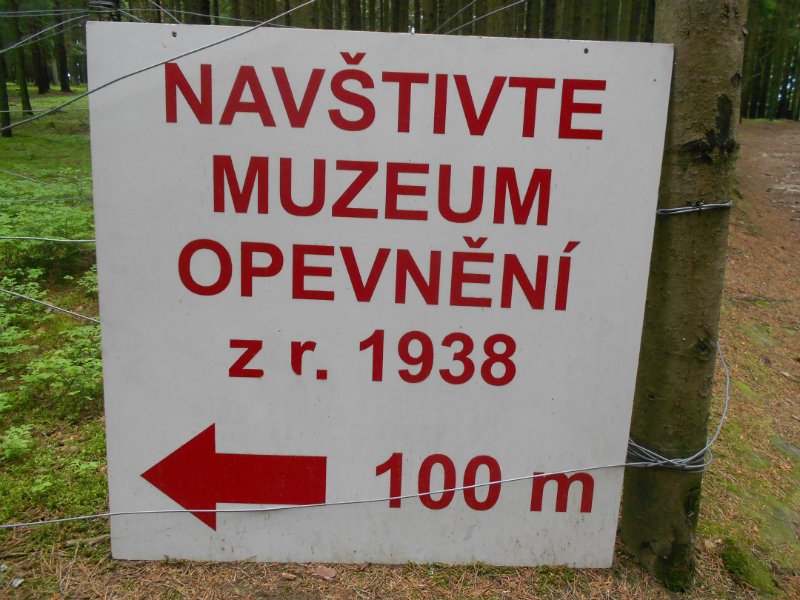 NAVŠTIVTE
MUZEUM
OPEVNĚNÍ
z r. 1938
100 m